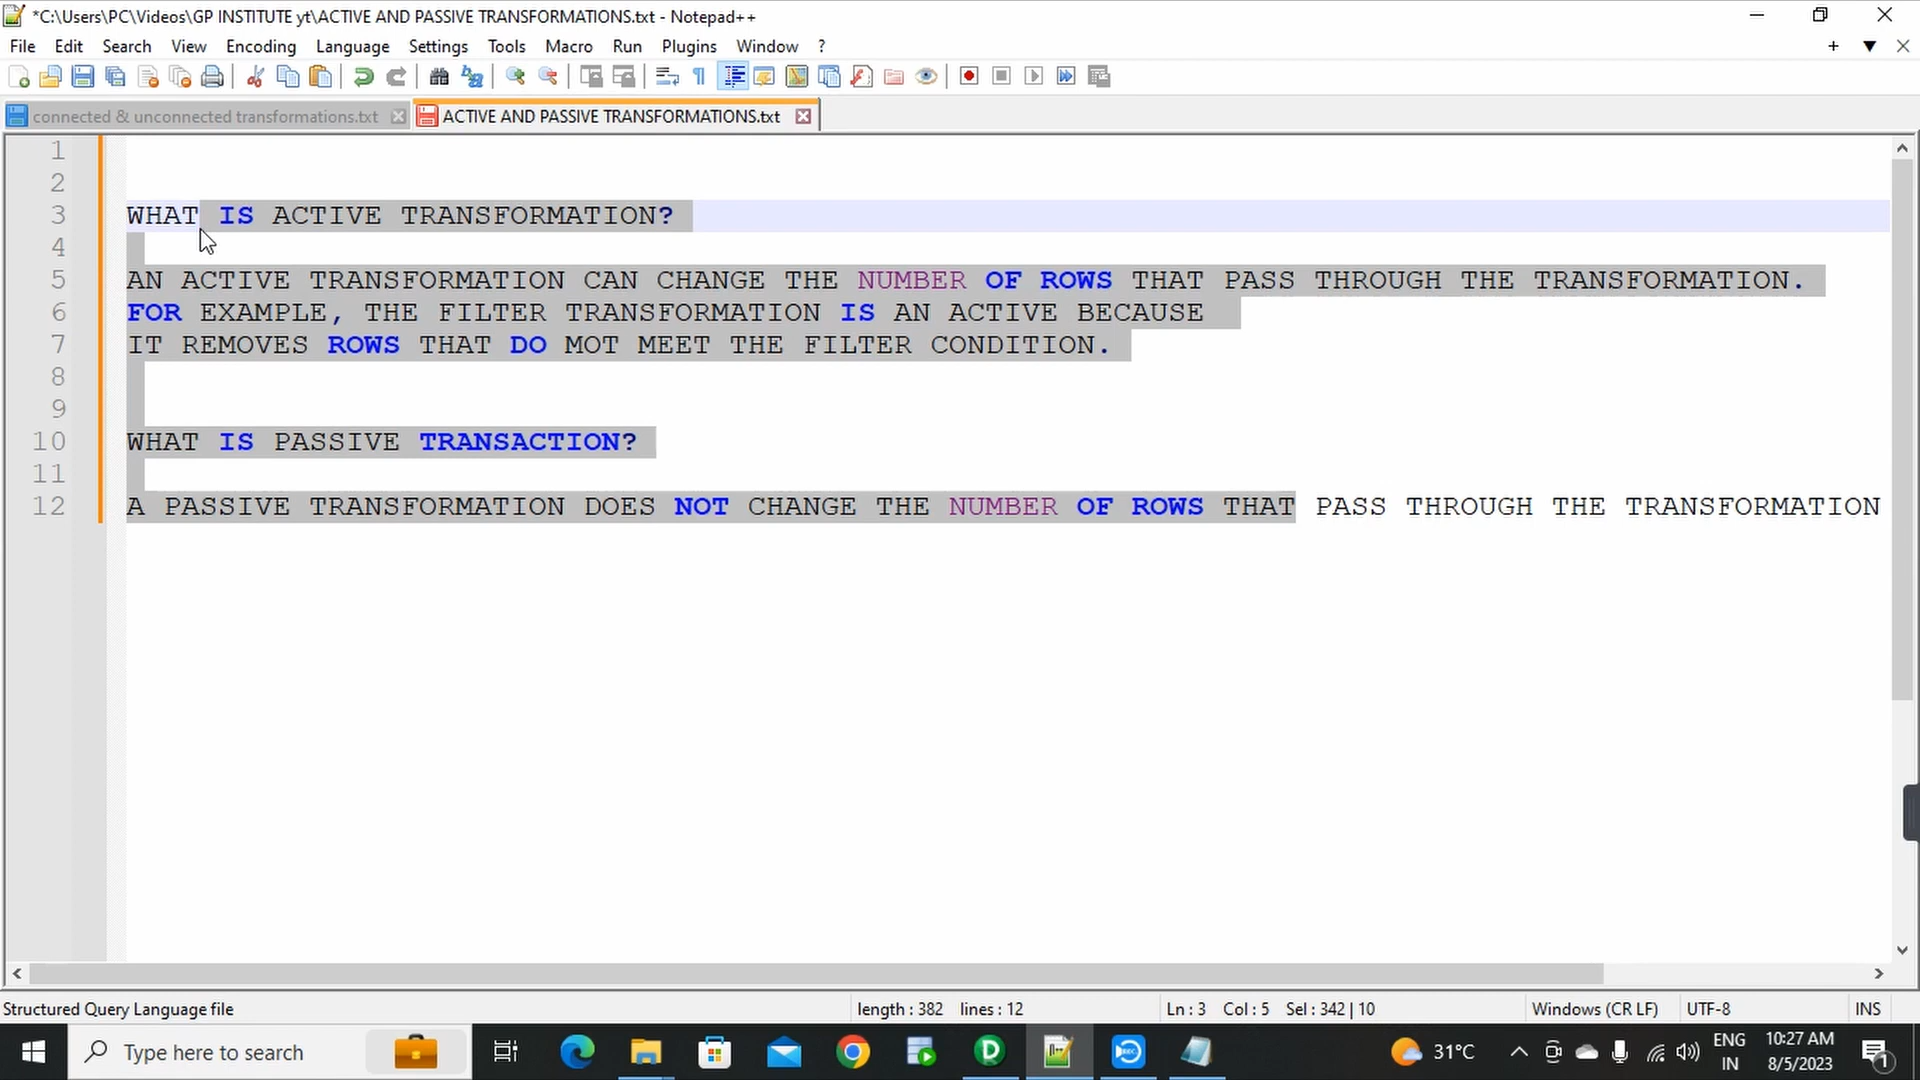 *C:\Users\PC\Videos\GP INSTITUTE yt\ACTIVE AND PASSIVE TRANSFORMATIONS.txt - Notepad++
File Edit Search View Encoding Language Settings Tools Macro Run Plugins Window ?
connected & unconnected transformations.txt ACTIVE AND PASSIVE TRANSFORMATIONS.txt
1
2
3 WHAT IS ACTIVE TRANSFORMATION?
4
5 AN ACTIVE TRANSFORMATION CAN CHANGE THE NUMBER OF ROWS THAT PASS THROUGH THE TRANSFORMATION.
6 FOR EXAMPLE, THE FILTER TRANSFORMATION IS AN ACTIVE BECAUSE
7 IT REMOVES ROWS THAT DO MOT MEET THE FILTER CONDITION.
8
9
10 WHAT IS PASSIVE TRANSACTION?
11
12 A PASSIVE TRANSFORMATION DOES NOT CHANGE THE NUMBER OF ROWS THAT PASS THROUGH THE TRANSFORMATION
Structured Query Language file length : 382 lines : 12 Ln : 3 Col : 5 Sel : 342 | 10 Windows (CR LF) UTF-8 INS
Type here to search 31°C ENG 10:27 AM
IN 8/5/2023 1